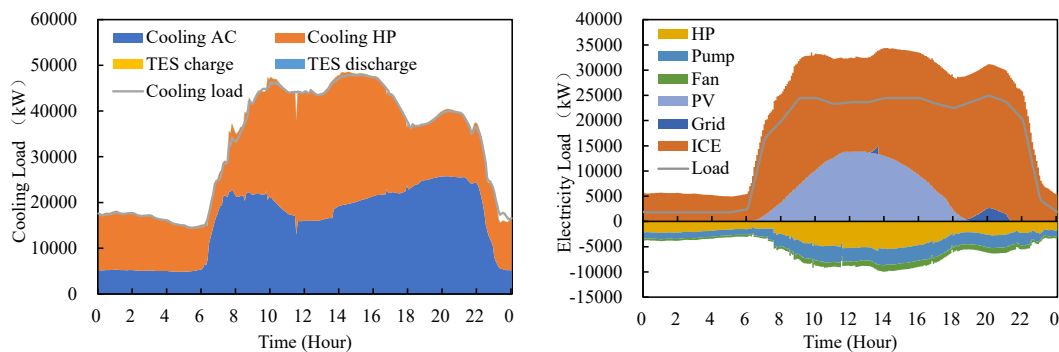 60000
50000
40000
30000
20000
10000
0
Cooling Load （kW）
Cooling AC
Cooling HP
TES charge
TES discharge
Cooling load
0 2 4 6 8 10 12 14 16 18 20 22 0
Time (Hour)
40000
35000
30000
25000
20000
15000
10000
5000
0
-5000
-10000
-15000
Electricity Load （kW）
HP
Pump
Fan
PV
Grid
ICE
Load
0 2 4 6 8 10 12 14 16 18 20 22 0
Time (Hour)